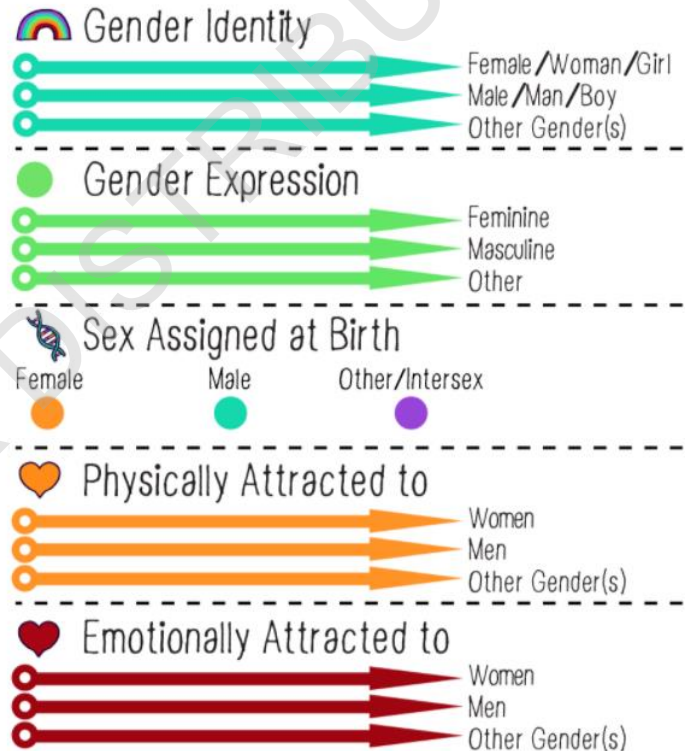 Gender Identity
Female/Woman/Girl
Male/Man/Boy
Other Gender(s)
Gender Expression
Feminine
Masculine
Other
Sex Assigned at Birth
Female Male Other/Intersex
Physically Attracted to
Women
Men
Other Gender(s)
Emotionally Attracted to
Women
Men
Other Gender(s)